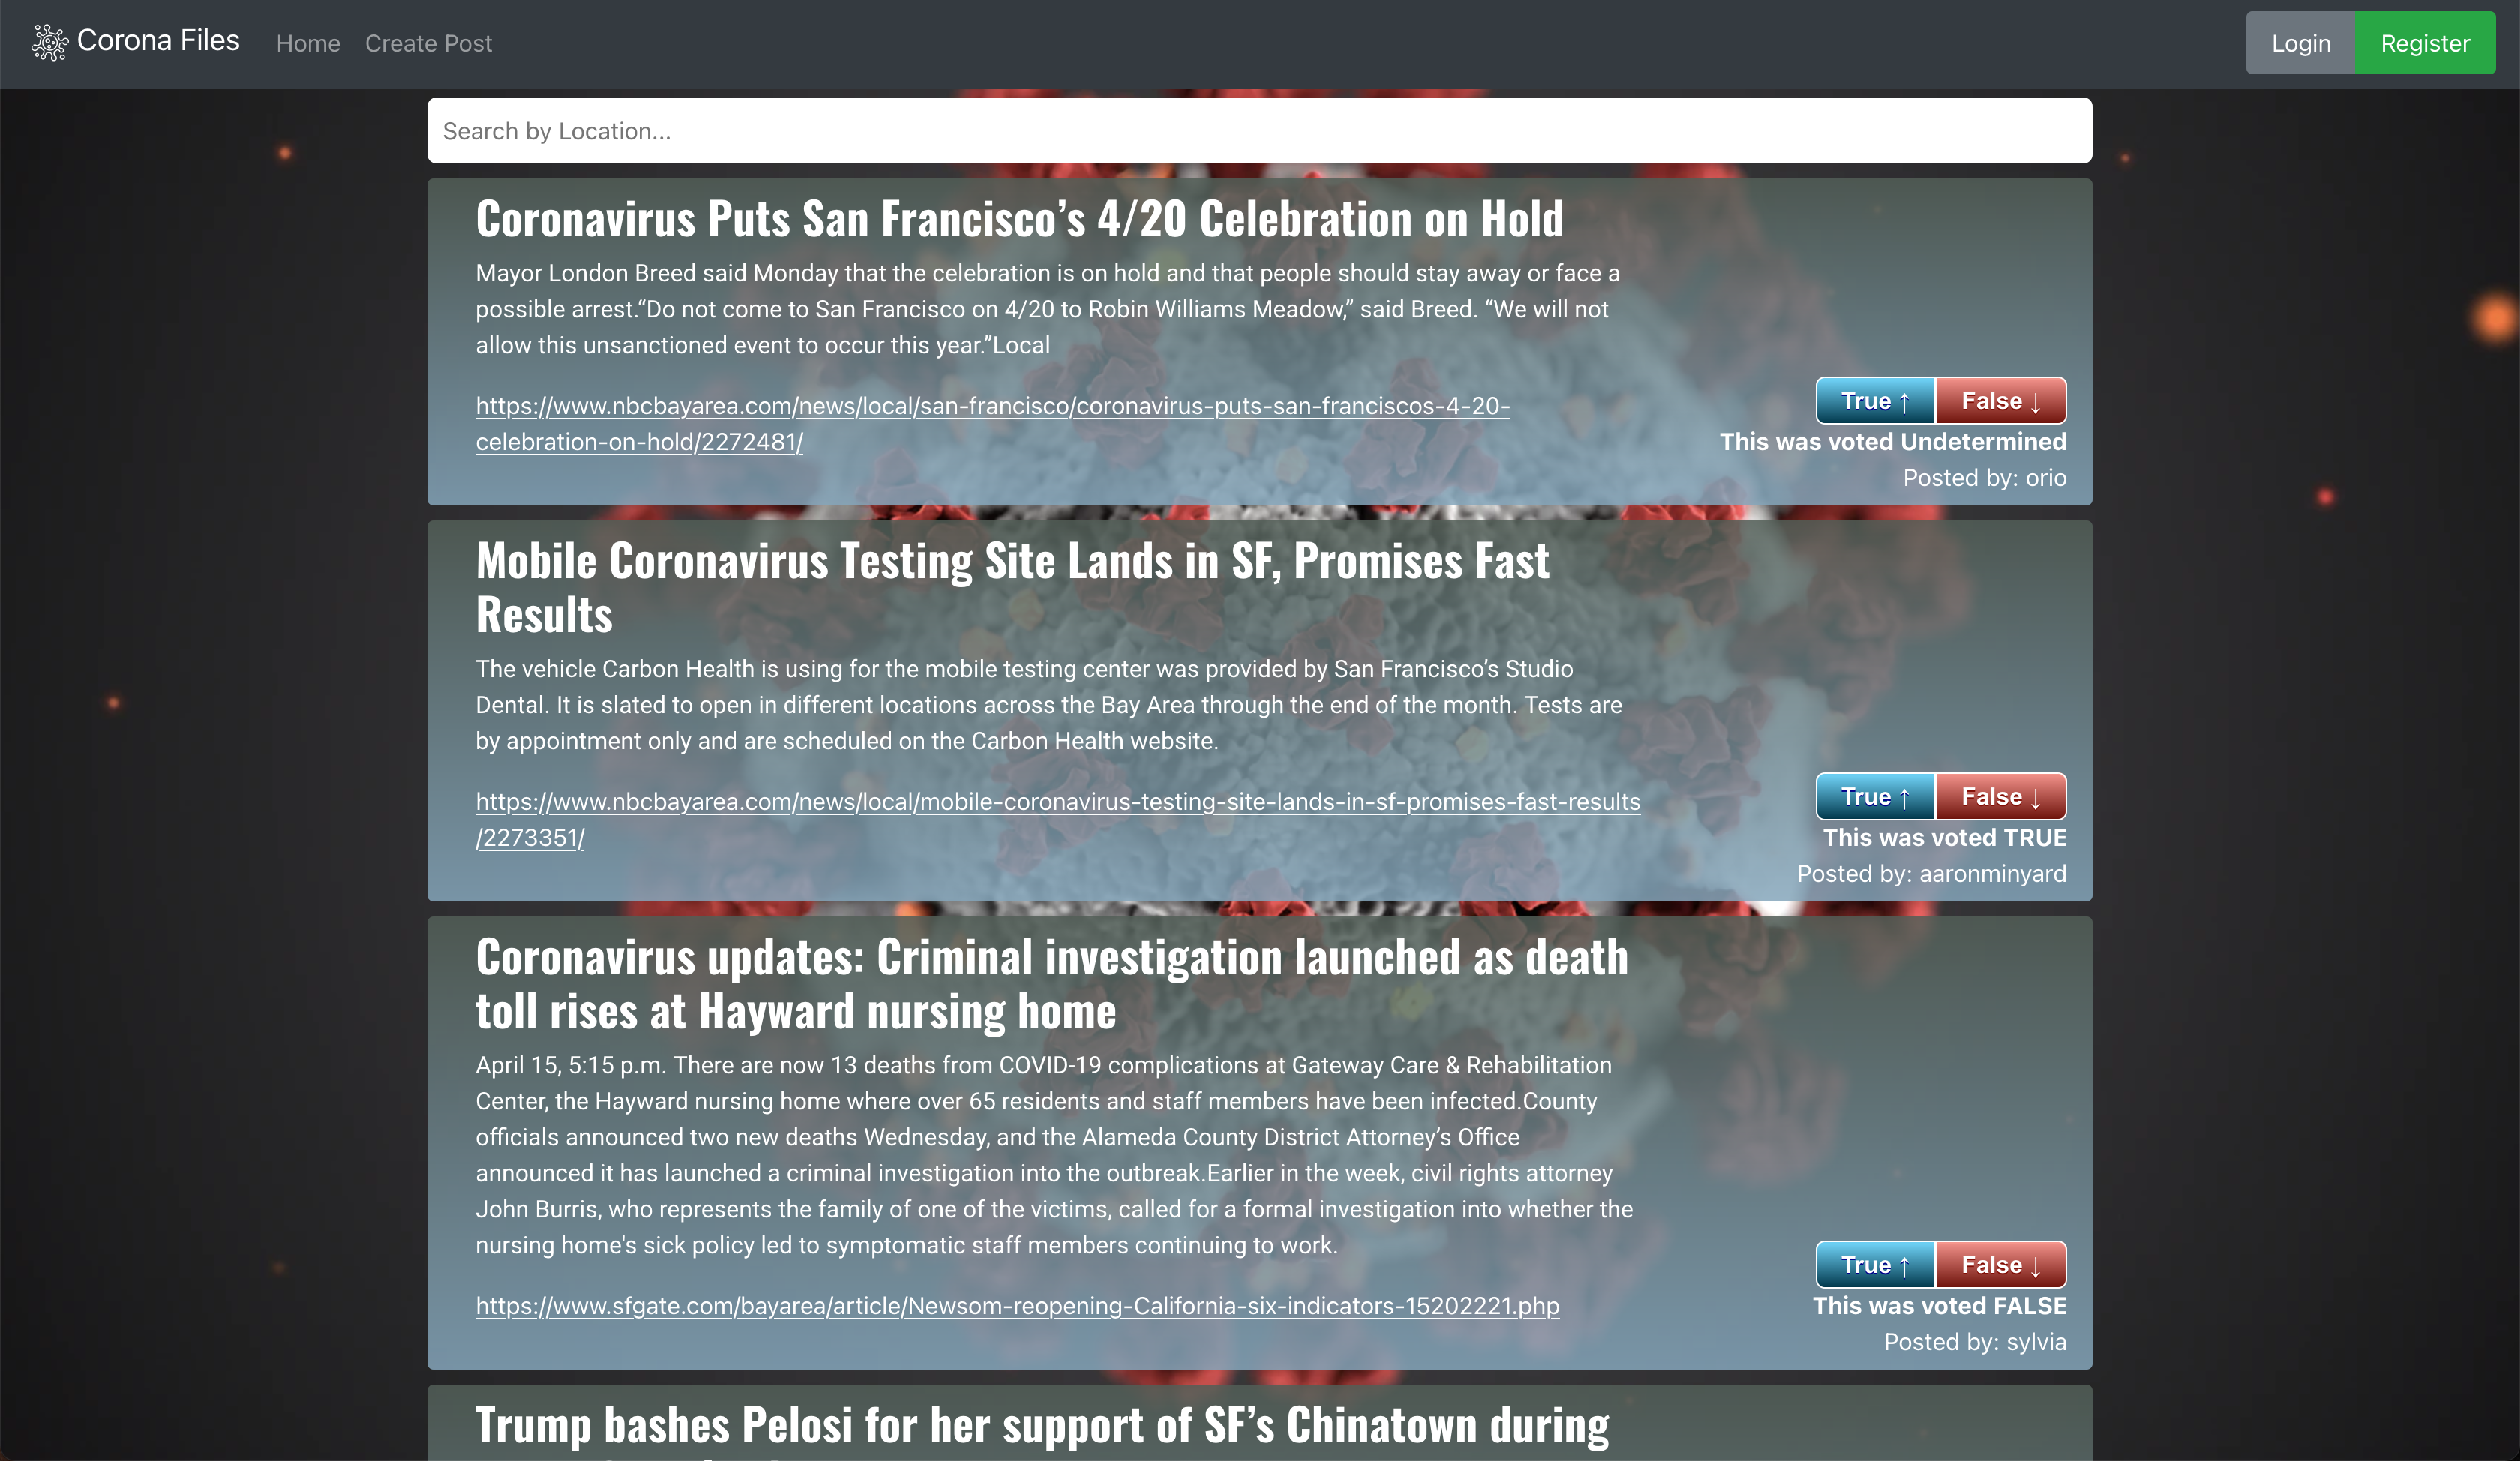 Corona Files Home Create Post Login Register
Search by Location...
Coronavirus Puts San Francisco’s 4/20 Celebration on Hold
Mayor London Breed said Monday that the celebration is on hold and that people should stay away or face a
possible arrest.“Do not come to San Francisco on 4/20 to Robin Williams Meadow,” said Breed. “We will not
allow this unsanctioned event to occur this year.”Local
https://www.nbcbayarea.com/news/local/san-francisco/coronavirus-puts-san-franciscos-4-20-
celebration-on-hold/2272481/
True ↑ False ↓
This was voted Undetermined
Posted by: orio
Mobile Coronavirus Testing Site Lands in SF, Promises Fast
Results
The vehicle Carbon Health is using for the mobile testing center was provided by San Francisco’s Studio
Dental. It is slated to open in different locations across the Bay Area through the end of the month. Tests are
by appointment only and are scheduled on the Carbon Health website.
https://www.nbcbayarea.com/news/local/mobile-coronavirus-testing-site-lands-in-sf-promises-fast-results
/2273351/
True ↑ False ↓
This was voted TRUE
Posted by: aaronminyard
Coronavirus updates: Criminal investigation launched as death
toll rises at Hayward nursing home
April 15, 5:15 p.m. There are now 13 deaths from COVID-19 complications at Gateway Care & Rehabilitation
Center, the Hayward nursing home where over 65 residents and staff members have been infected.County
officials announced two new deaths Wednesday, and the Alameda County District Attorney’s Office
announced it has launched a criminal investigation into the outbreak.Earlier in the week, civil rights attorney
John Burris, who represents the family of one of the victims, called for a formal investigation into whether the
nursing home's sick policy led to symptomatic staff members continuing to work.
https://www.sfgate.com/bayarea/article/Newsom-reopening-California-six-indicators-15202221.php
True ↑ False ↓
This was voted FALSE
Posted by: sylvia
Trump bashes Pelosi for her support of SF’s Chinatown during